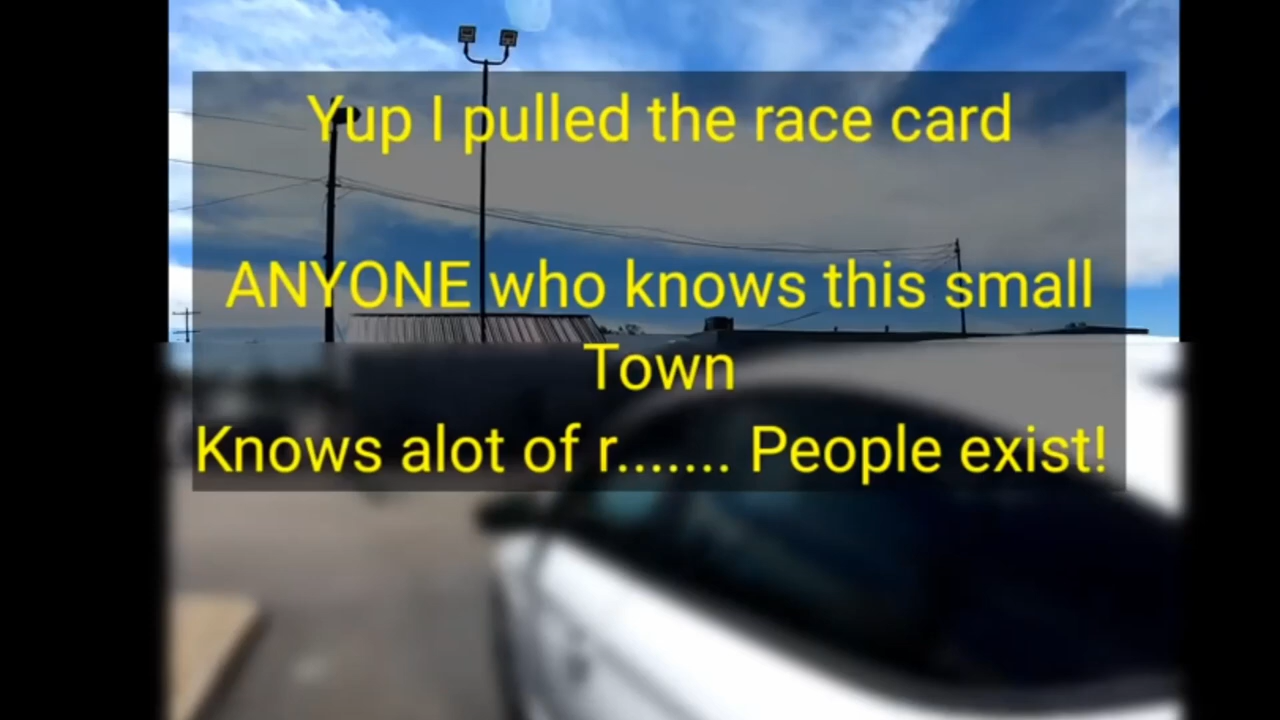 Yup I pulled the race card
ANYONE who knows this small
Town
Knows alot of r....... People exist!